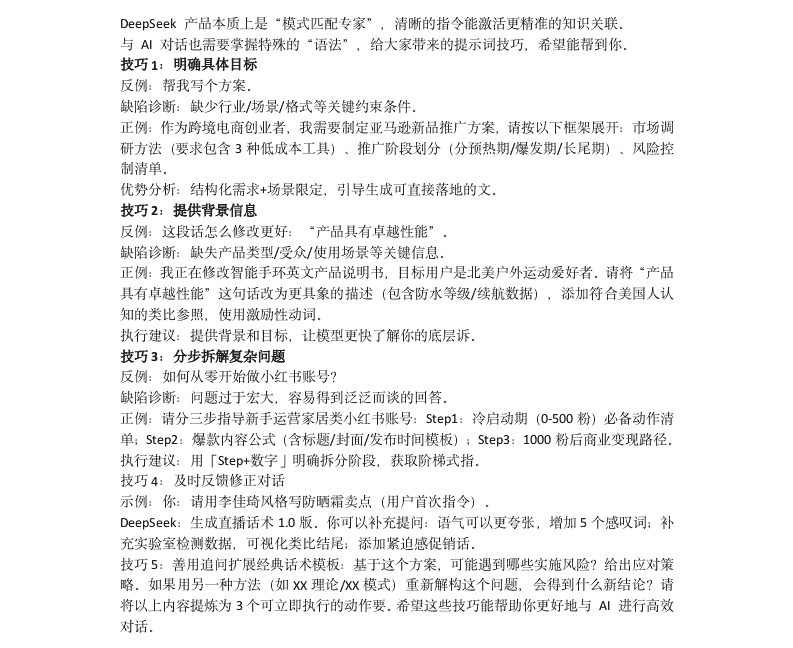 DeepSeek 产品本质上是“模式匹配专家”，清晰的指令能激活更精准的知识关联．
与 AI 对话也需要掌握特殊的“语法”，给大家带来的提示词技巧，希望能帮到你．
技巧 1：明确具体目标
反例：帮我写个方案．
缺陷诊断：缺少行业/场景/格式等关键约束条件．
正例：作为跨境电商创业者，我需要制定亚马逊新品推广方案，请按以下框架展开：市场调
研方法（要求包含 3 种低成本工具）、推广阶段划分（分预热期/爆发期/长尾期）、风险控
制清单．
优势分析：结构化需求+场景限定，引导生成可直接落地的文．
技巧 2：提供背景信息
反例：这段话怎么修改更好：“产品具有卓越性能”．
缺陷诊断：缺失产品类型/受众/使用场景等关键信息．
正例：我正在修改智能手环英文产品说明书，目标用户是北美户外运动爱好者．请将“产品
具有卓越性能”这句话改为更具象的描述（包含防水等级/续航数据），添加符合美国人认
知的类比参照，使用激励性动词．
执行建议：提供背景和目标，让模型更快了解你的底层诉．
技巧 3：分步拆解复杂问题
反例：如何从零开始做小红书账号？
缺陷诊断：问题过于宏大，容易得到泛泛而谈的回答．
正例：请分三步指导新手运营家居类小红书账号：Step1：冷启动期（0-500 粉）必备动作清
单；Step2：爆款内容公式（含标题/封面/发布时间模板）；Step3：1000 粉后商业变现路径．
执行建议：用「Step+数字」明确拆分阶段，获取阶梯式指．
技巧 4：及时反馈修正对话
示例：你：请用李佳琦风格写防晒霜卖点（用户首次指令）．
DeepSeek：生成直播话术 1.0 版．你可以补充提问：语气可以更夸张，增加 5 个感叹词；补
充实验室检测数据，可视化类比结尾；添加紧迫感促销话．
技巧 5：善用追问扩展经典话术模板：基于这个方案，可能遇到哪些实施风险？给出应对策
略．如果用另一种方法（如 XX 理论/XX 模式）重新解构这个问题，会得到什么新结论？请
将以上内容提炼为 3 个可立即执行的动作要．希望这些技巧能帮助你更好地与 AI 进行高效
对话．